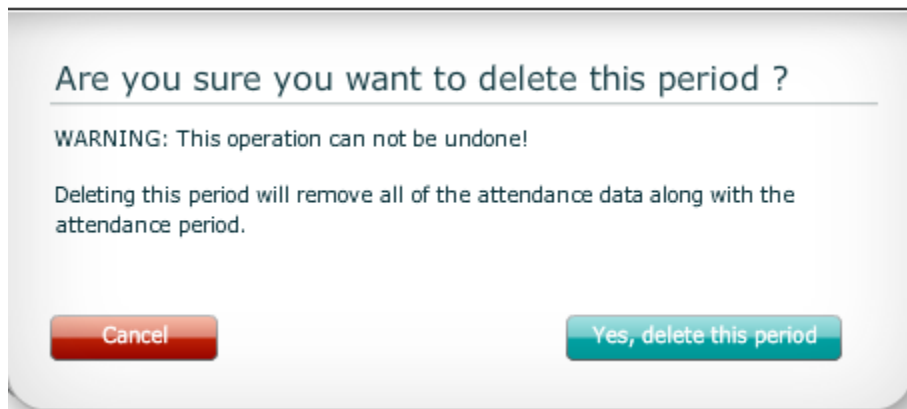 Are you sure you want to delete this period ?
WARNING: This operation can not be undone!
Deleting this period will remove all of the attendance data along with the
attendance period.
Cancel
Yes, delete this period